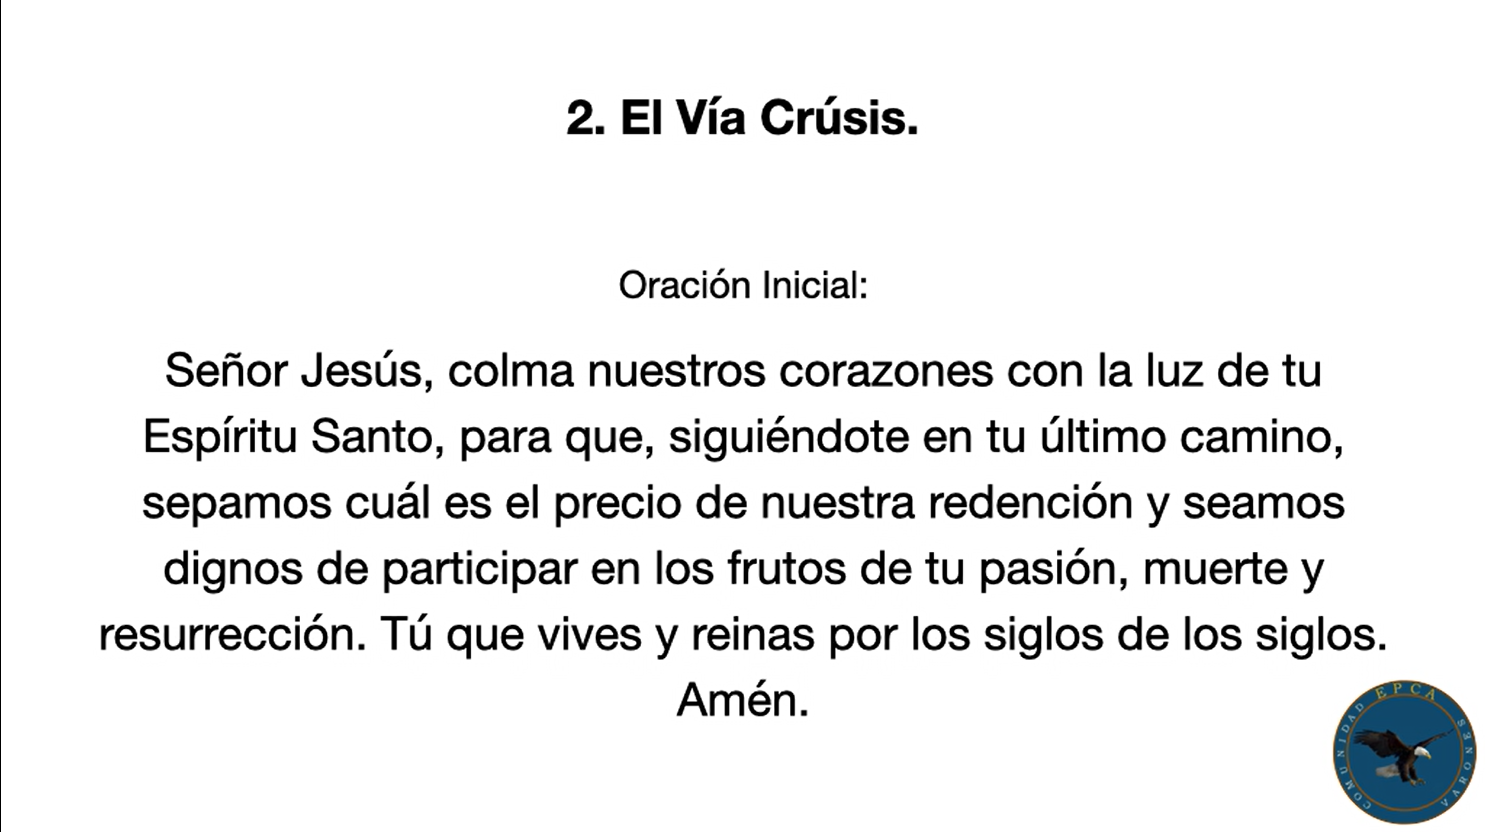 2. El Vía Crúsis.
Oración Inicial:
Señor Jesús, colma nuestros corazones con la luz de tu
Espíritu Santo, para que, siguiéndote en tu último camino,
sepamos cuál es el precio de nuestra redención y seamos
dignos de participar en los frutos de tu pasión, muerte y
resurrección. Tú que vives y reinas por los siglos de los siglos.
Amén.
COMUNIDAD EPCA SENORVA